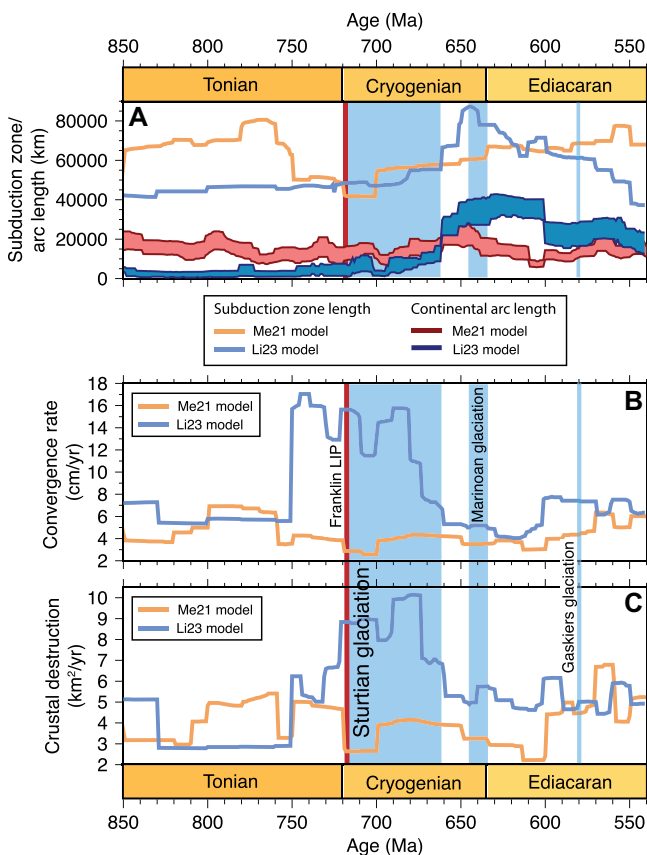 Age (Ma)
850 800 750 700 650 600 550
Tonian Cryogenian Ediacaran
A
Subduction zone/
arc length (km)
80000
60000
40000
20000
0
Subduction zone length Continental arc length
Me21 model Me21 model
Li23 model Li23 model
B
Convergence rate
(cm/yr)
18
16
14
12
10
8
6
4
2
Me21 model
Li23 model
Franklin LIP
Marinoan glaciation
C
Crustal destruction
(km²/yr)
10
9
8
7
6
5
4
3
2
Me21 model
Li23 model
Sturtian glaciation
Gaskiers glaciation
Tonian Cryogenian Ediacaran
850 800 750 700 650 600 550
Age (Ma)